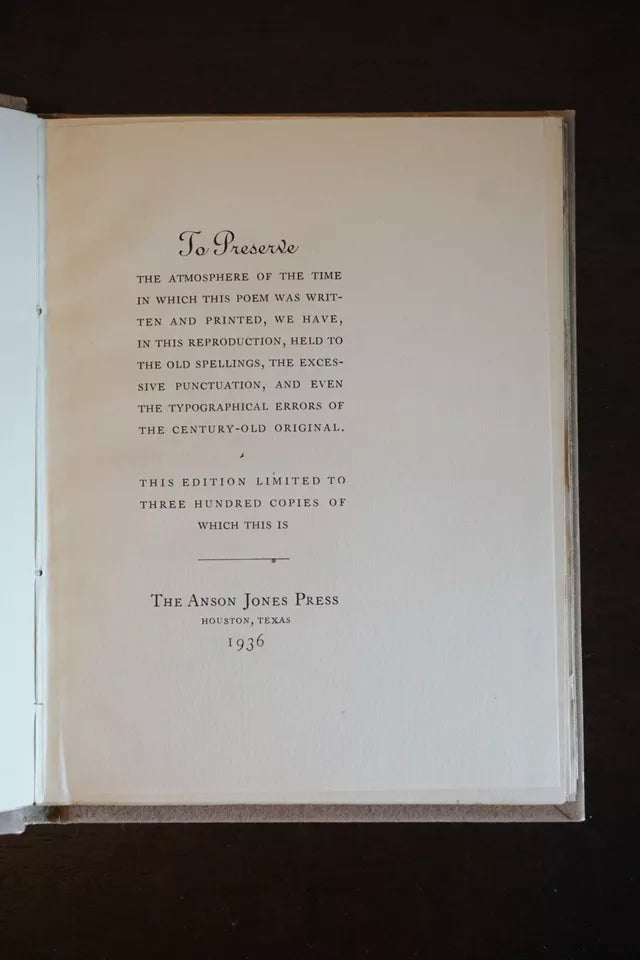 To Preserve
THE ATMOSPHERE OF THE TIME
IN WHICH THIS POEM WAS WRIT-
TEN AND PRINTED, WE HAVE,
IN THIS REPRODUCTION, HELD TO
THE OLD SPELLINGS, THE EXCES-
SIVE PUNCTUATION, AND EVEN
THE TYPOGRAPHICAL ERRORS OF
THE CENTURY-OLD ORIGINAL.
THIS EDITION LIMITED TO
THREE HUNDRED COPIES OF
WHICH THIS IS
THE ANSON JONES PRESS
HOUSTON, TEXAS
1936